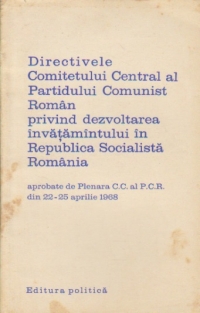 Directivele
Comitetului Central al
Partidului Comunist
Român
privind dezvoltarea
învățămîntului în
Republica Socialistă
România
aprobate de Plenara C.C. al P.C.R.
din 22-25 aprilie 1968
Editura politică